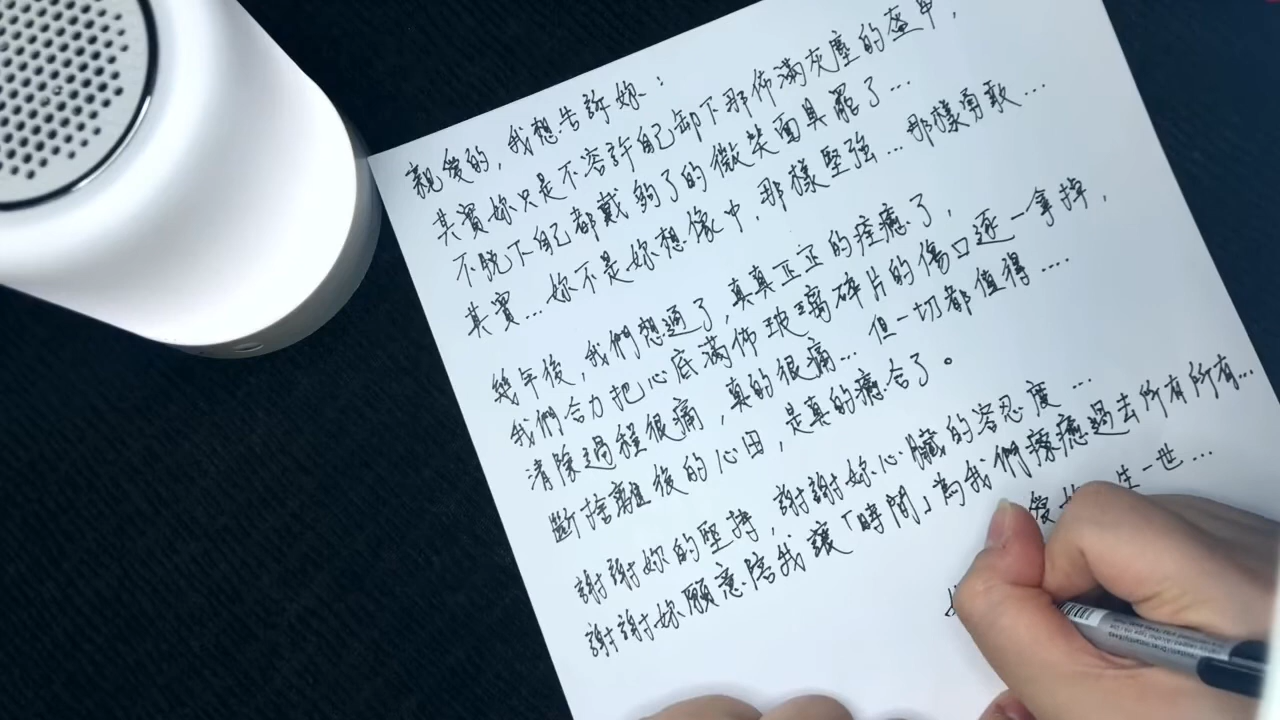 親愛的，我想告訴妳：
其實妳只是不容許自己卸下那佈滿灰塵的盔甲，
不脫下自己都戴夠了的微笑面具罷了...
其實...妳不是妳想像中，那樣堅強...那樣勇敢...
幾年後，我們想通了，真真正正的痊癒了，
我們合力把心底滿佈玻璃碎片的傷口逐一拿掉，
清除過程很痛，真的很痛...但一切都值得....
斷捨離後的心田，是真的癒合了。
謝謝妳的堅持，謝謝妳心臟的容忍度...
謝謝妳願意陪我讓「時間」為我們療癒過去所有所有...
愛 生一世...